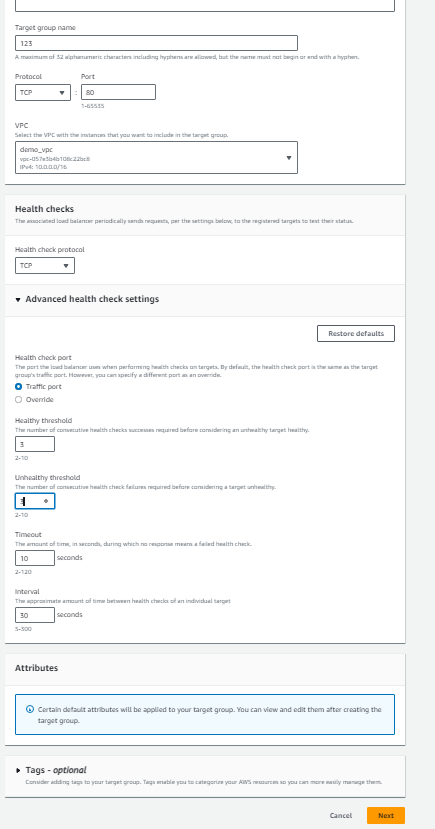 Target group name
123
A maximum of 32 alphanumeric characters including hyphens are allowed, but the name must not begin or end with a hyphen.
Protocol Port
TCP : 80
1-65535
VPC
Select the VPC with the instances that you want to include in the target group.
demo_vpc
vpc-057e3b4b108c22bc8
IPv4: 10.0.0.0/16
Health checks
The associated load balancer periodically sends requests, per the settings below, to the registered targets to test their status.
Health check protocol
TCP
Advanced health check settings
Restore defaults
Health check port
The port the load balancer uses when performing health checks on targets. By default, the health check port is the same as the target
group's traffic port. However, you can specify a different port as an override.
Traffic port
Override
Healthy threshold
The number of consecutive health checks successes required before considering an unhealthy target healthy.
3
2-10
Unhealthy threshold
The number of consecutive health check failures required before considering a target unhealthy.
3
2-10
Timeout
The amount of time, in seconds, during which no response means a failed health check.
10 seconds
2-120
Interval
The approximate amount of time between health checks of an individual target
30 seconds
5-300
Attributes
Certain default attributes will be applied to your target group. You can view and edit them after creating the
target group.
Tags - optional
Consider adding tags to your target group. Tags enable you to categorize your AWS resources so you can more easily manage them.
Cancel Next